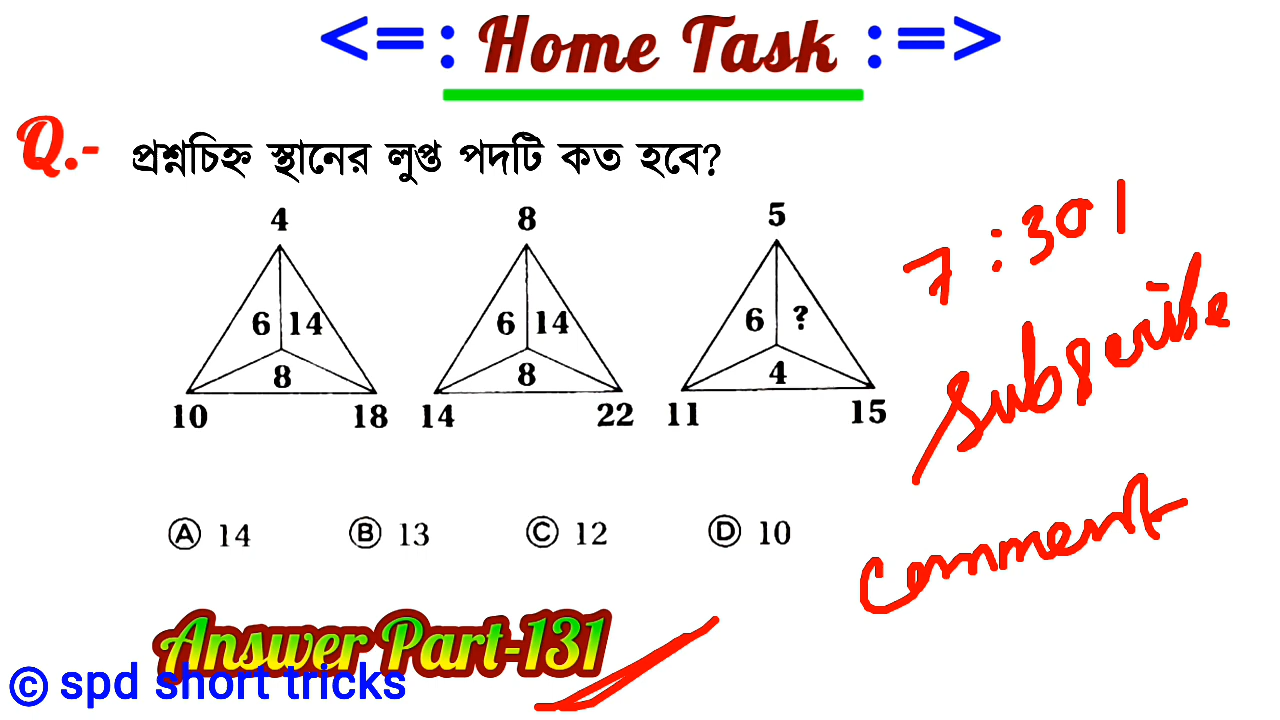 <=: Home Task :=>
Q.- প্রশ্নচিহ্ন স্থানের লুপ্ত পদটি কত হবে?
4 8 5
6 14 6 14 6 ?
8 8 4
10 18 14 22 11 15
7:30।
Subscribe
Comment
Ⓐ 14 Ⓑ 13 Ⓒ 12 Ⓓ 10
Answer Part-131
© spd short tricks